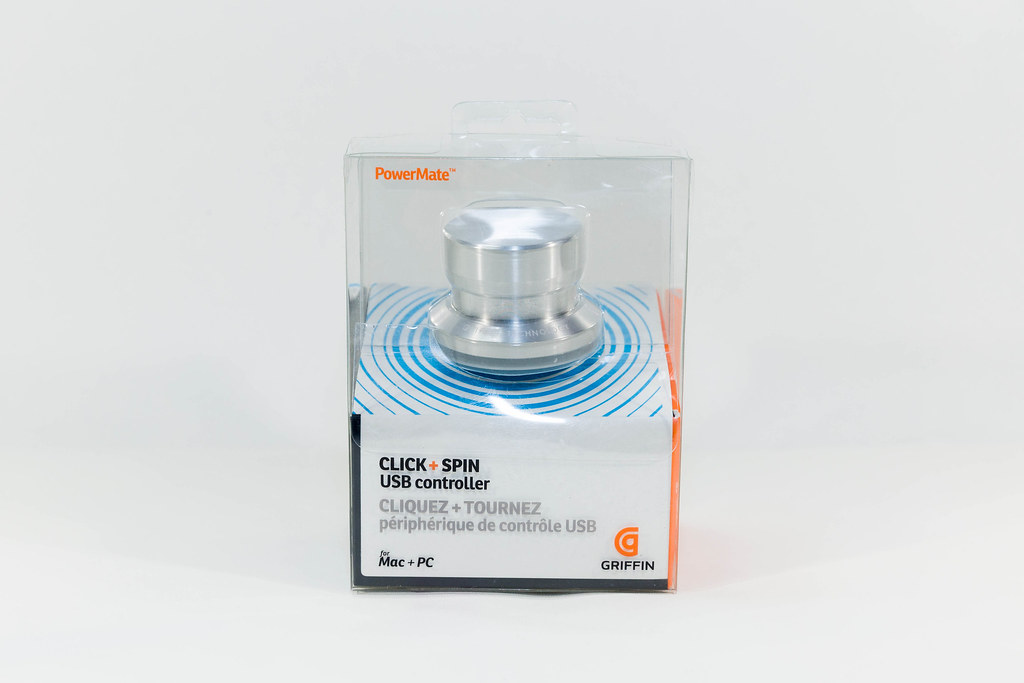 PowerMate™
CLICK + SPIN
USB controller
CLIQUEZ + TOURNEZ
périphérique de contrôle USB
for
Mac + PC
GRIFFIN